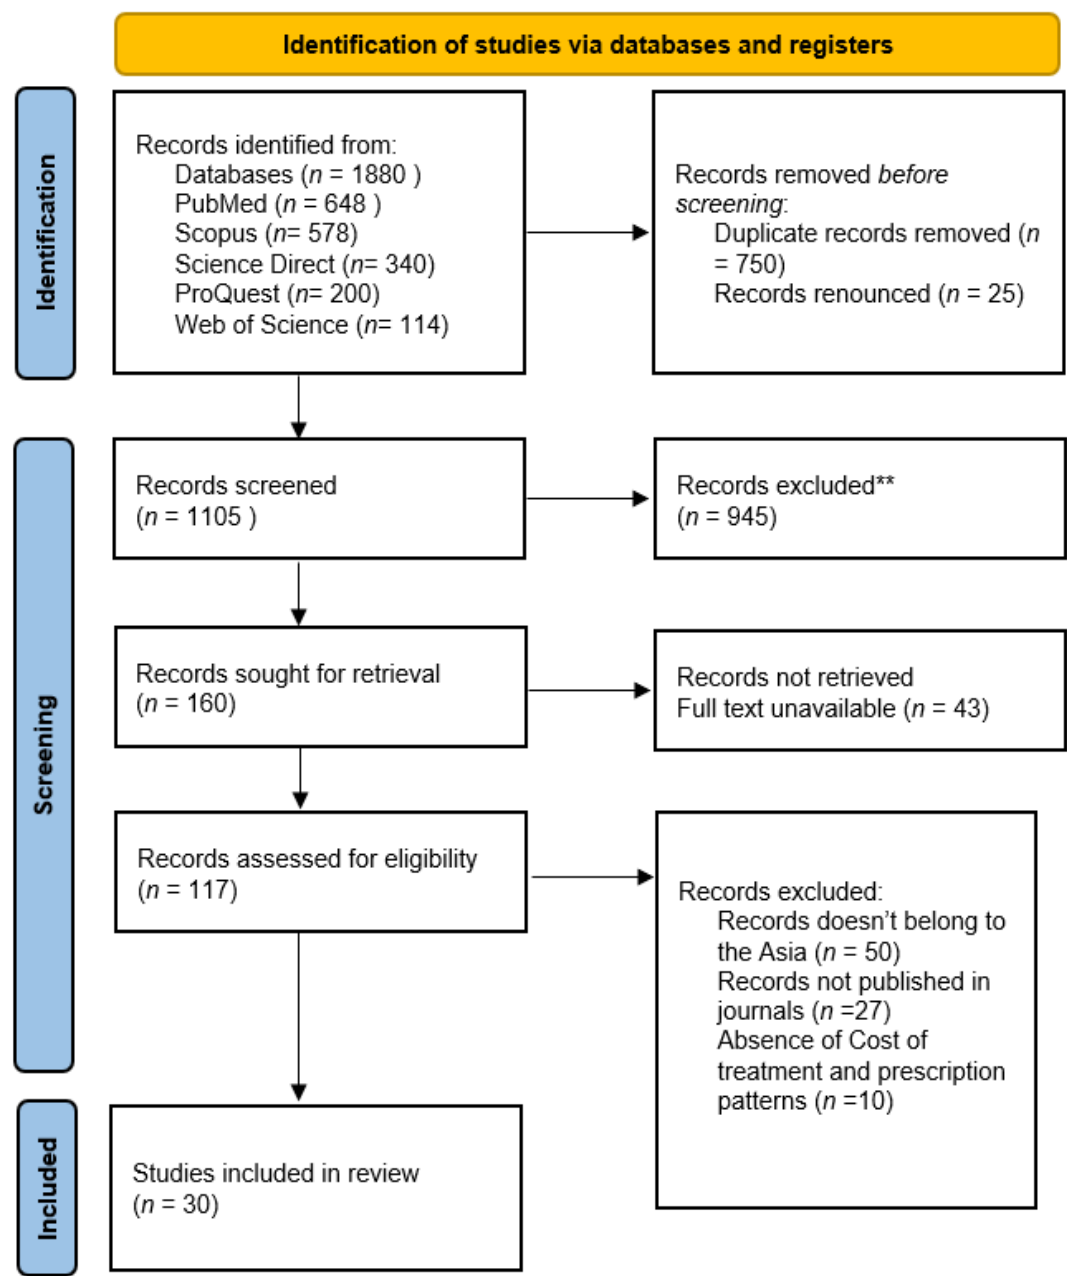 Identification of studies via databases and registers
Identification
Records identified from:
Databases (n = 1880 )
PubMed (n = 648 )
Scopus (n= 578)
Science Direct (n= 340)
ProQuest (n= 200)
Web of Science (n= 114)
Records removed before
screening:
Duplicate records removed (n
= 750)
Records renounced (n = 25)
Screening
Records screened
(n = 1105 )
Records excluded**
(n = 945)
Records sought for retrieval
(n = 160)
Records not retrieved
Full text unavailable (n = 43)
Records assessed for eligibility
(n = 117)
Records excluded:
Records doesn’t belong to
the Asia (n = 50)
Records not published in
journals (n =27)
Absence of Cost of
treatment and prescription
patterns (n =10)
Included
Studies included in review
(n = 30)